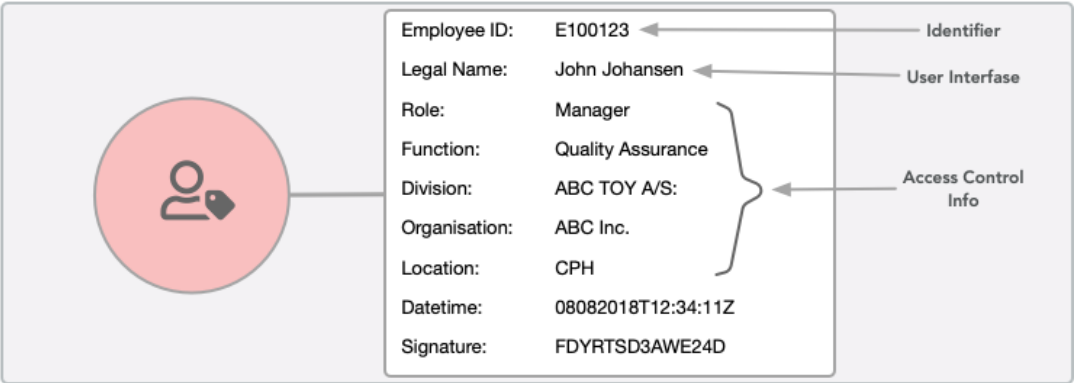 Employee ID: E100123 Identifier
Legal Name: John Johansen User Interfase
Role: Manager
Function: Quality Assurance
Division: ABC TOY A/S: Access Control
Info
Organisation: ABC Inc.
Location: CPH
Datetime: 08082018T12:34:11Z
Signature: FDYRTSD3AWE24D